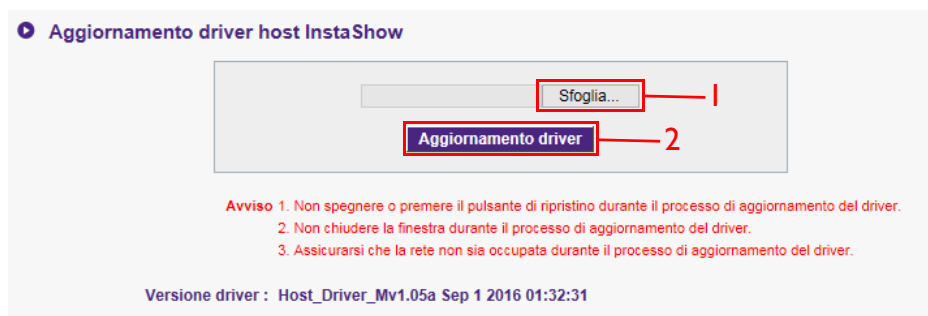 Aggiornamento driver host InstaShow
Sfoglia... 1
Aggiornamento driver 2
Avviso 1. Non spegnere o premere il pulsante di ripristino durante il processo di aggiornamento del driver.
2. Non chiudere la finestra durante il processo di aggiornamento del driver.
3. Assicurarsi che la rete non sia occupata durante il processo di aggiornamento del driver.
Versione driver : Host_Driver_Mv1.05a Sep 1 2016 01:32:31